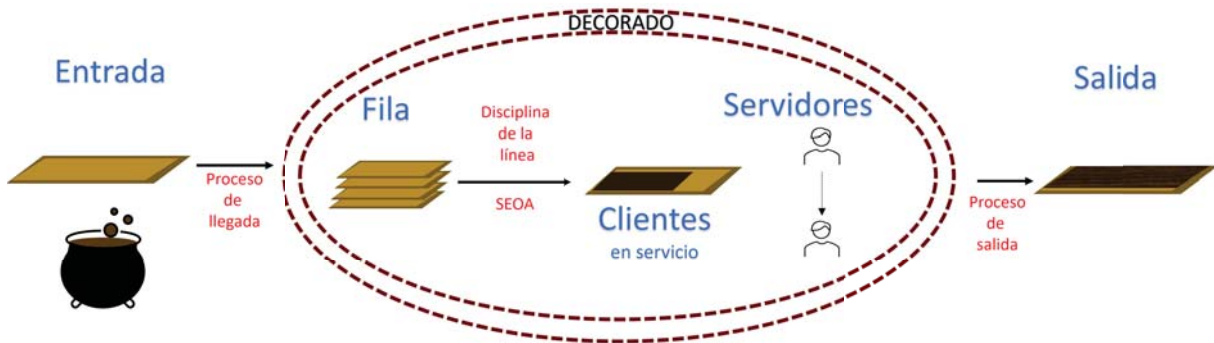 DECORADO
Entrada
Proceso
de
llegada
Fila
Disciplina
de la
línea
SEOA
Clientes
en servicio
Servidores
Proceso
de
salida
Salida